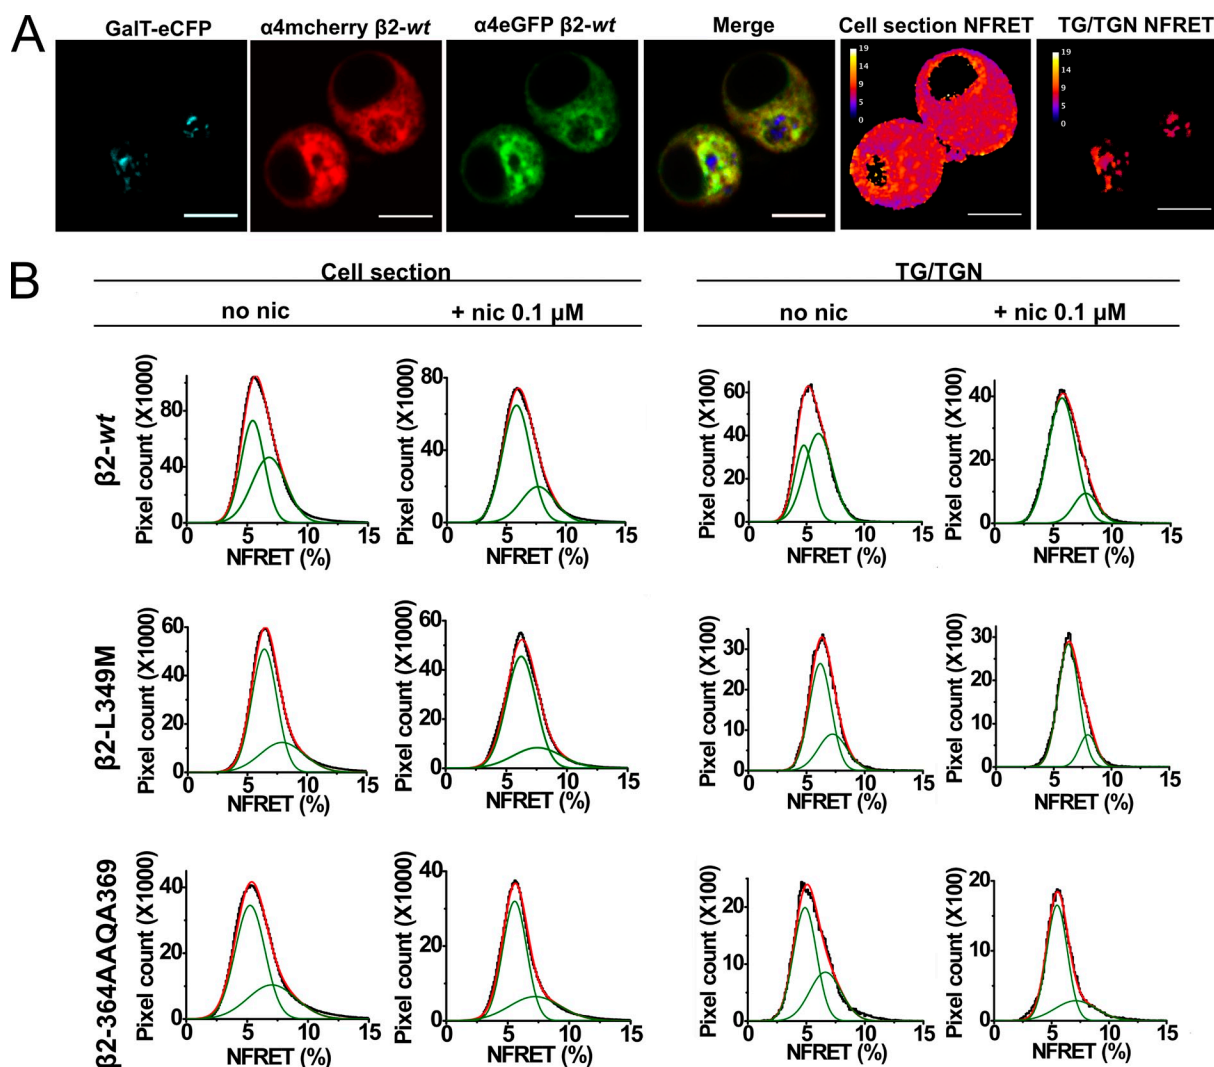 A
GalT-eCFP
α4mcherry β2-wt
α4eGFP β2-wt
Merge
Cell section NFRET
TG/TGN NFRET
19
14
9
5
0
19
14
9
5
0
B
Cell section
TG/TGN
no nic
+ nic 0.1 µM
no nic
+ nic 0.1 µM
β2-wt
Pixel count (X1000)
80
40
0
0 5 10 15
NFRET (%)
Pixel count (X1000)
80
40
0
0 5 10 15
NFRET (%)
Pixel count (X100)
60
40
20
0
0 5 10 15
NFRET (%)
Pixel count (X100)
40
20
0
0 5 10 15
NFRET (%)
β2-L349M
Pixel count (X1000)
60
40
20
0
0 5 10 15
NFRET (%)
Pixel count (X1000)
60
40
20
0
0 5 10 15
NFRET (%)
Pixel count (X100)
30
20
10
0
0 5 10 15
NFRET (%)
Pixel count (X100)
30
20
10
0
0 5 10 15
NFRET (%)
β2-364AAQA369
Pixel count (X1000)
40
20
0
0 5 10 15
NFRET (%)
Pixel count (X1000)
40
20
0
0 5 10 15
NFRET (%)
Pixel count (X100)
20
10
0
0 5 10 15
NFRET (%)
Pixel count (X100)
20
10
0
0 5 10 15
NFRET (%)